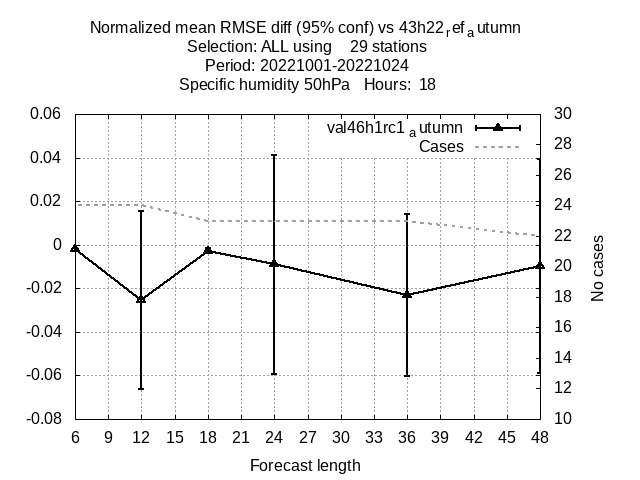 Normalized mean RMSE diff (95% conf) vs 43h22refautumn
Selection: ALL using 29 stations
Period: 20221001-20221024
Specific humidity 50hPa Hours: 18
val46h1rc1autumn
Cases
0.06
0.04
0.02
0
-0.02
-0.04
-0.06
-0.08
30
28
26
24
22
20
18
16
14
12
10
No cases
6 9 12 15 18 21 24 27 30 33 36 39 42 45 48
Forecast length